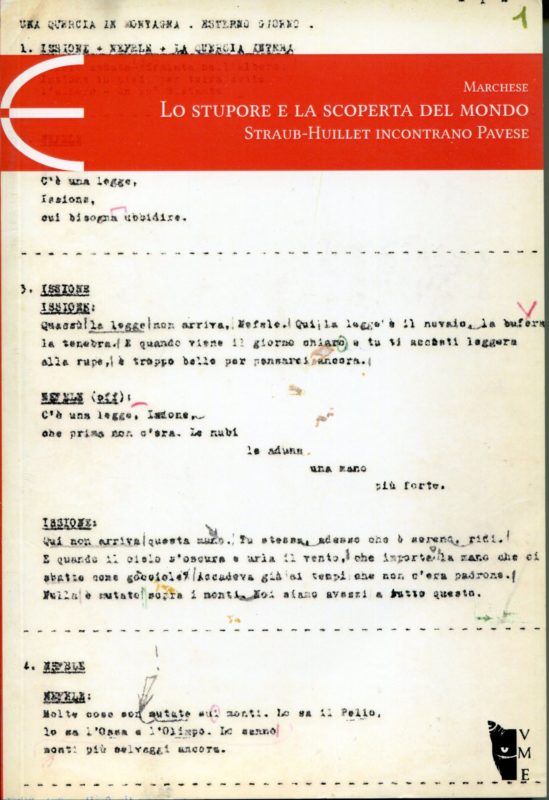 UNA QUERCIA IN MONTAGNA . ESTERNO GIORNO .
1
1. ISSIONE + NEFELE + LA QUERCIA INTERA
MARCHESE
LO STUPORE E LA SCOPERTA DEL MONDO
STRAUB-HUILLET INCONTRANO PAVESE
NEFELE
C'è una legge,
Issione,
cui bisogna ubbidire.
3. ISSIONE
ISSIONE:
Quassù la legge non arriva, Nefele. Qui la legge è il nevaio, la bufera
la tenebra. E quando viene il giorno chiaro e tu ti accosti leggera
alla rupe, è troppo bello per pensarci ancora.
NEFELE (off):
C'è una legge, Issione,
che prima non c'era. Le nubi
le aduna
una mano
più forte.
ISSIONE:
Qui non arriva questa mano. Tu stessa, adesso che è sereno, ridi.
E quando il cielo s'oscura e urla il vento, che importa la mano che ci
sbatte come gocciole? Accadeva già ai tempi che non c'era padrone.
Nulla è mutato sopra i monti. Noi siamo avezzi a tutto questo.
4. NEFELE
NEFELE:
Molte cose son mutate sui monti. Lo sa il Pelio,
lo sa l'Ossa e l'Olimpo. Lo sanno
monti più selvaggi ancora.
VME